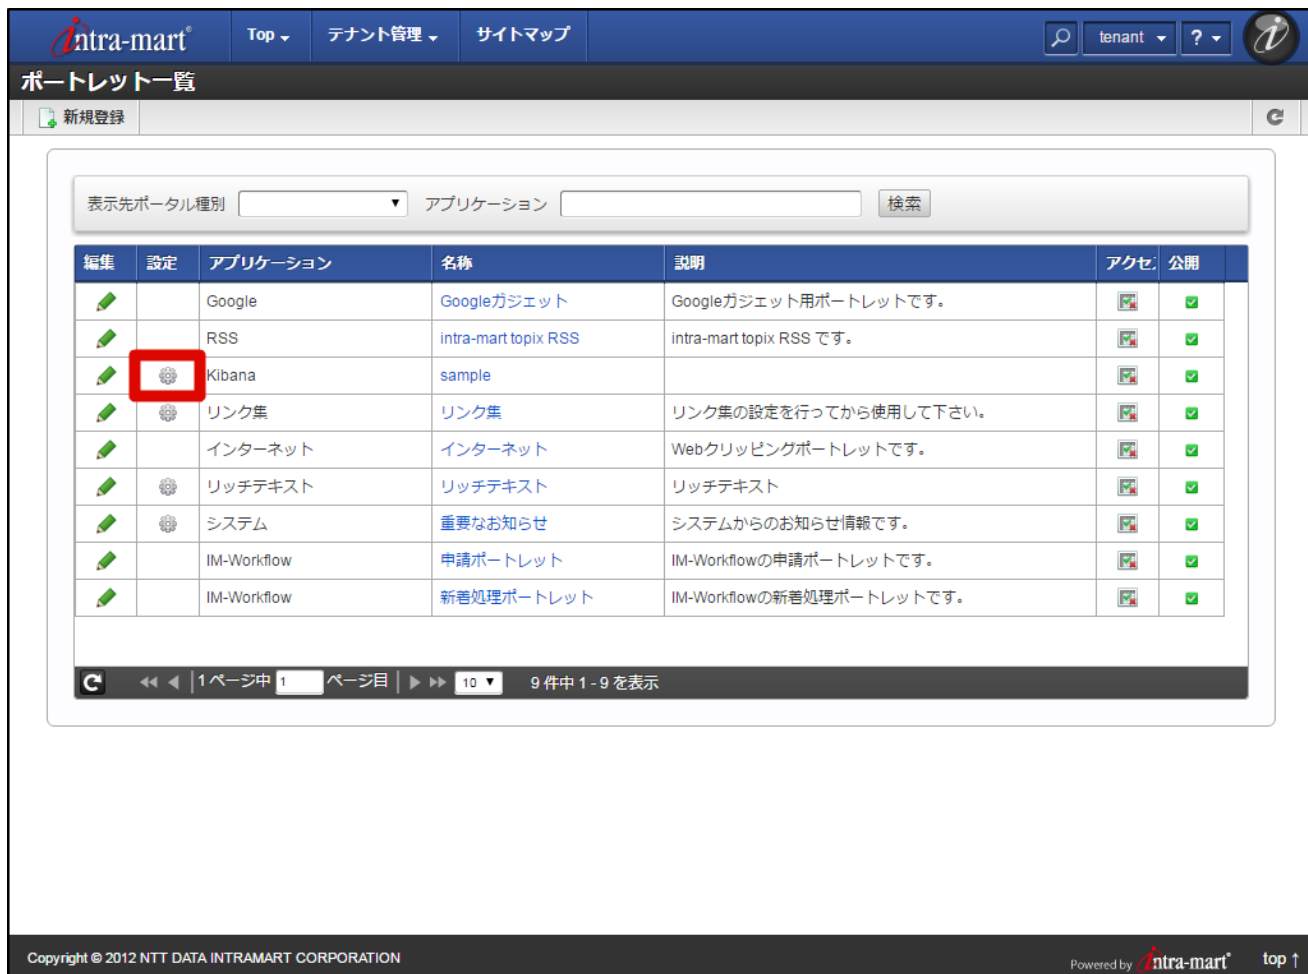 intra-mart® Top テナント管理 サイトマップ tenant ?
ポートレット一覧
新規登録
表示先ポータル種別 アプリケーション 検索
編集 設定 アプリケーション 名称 説明 アクセ 公開
Google Googleガジェット Googleガジェット用ポートレットです。
RSS intra-mart topix RSS intra-mart topix RSS です。
Kibana sample
リンク集 リンク集 リンク集の設定を行ってから使用して下さい。
インターネット インターネット Webクリッピングポートレットです。
リッチテキスト リッチテキスト リッチテキスト
システム 重要なお知らせ システムからのお知らせ情報です。
IM-Workflow 申請ポートレット IM-Workflowの申請ポートレットです。
IM-Workflow 新着処理ポートレット IM-Workflowの新着処理ポートレットです。
1 ページ中 1 ページ目 10 9 件中 1 - 9 を表示
Copyright © 2012 NTT DATA INTRAMART CORPORATION Powered by intra-mart® top ↑